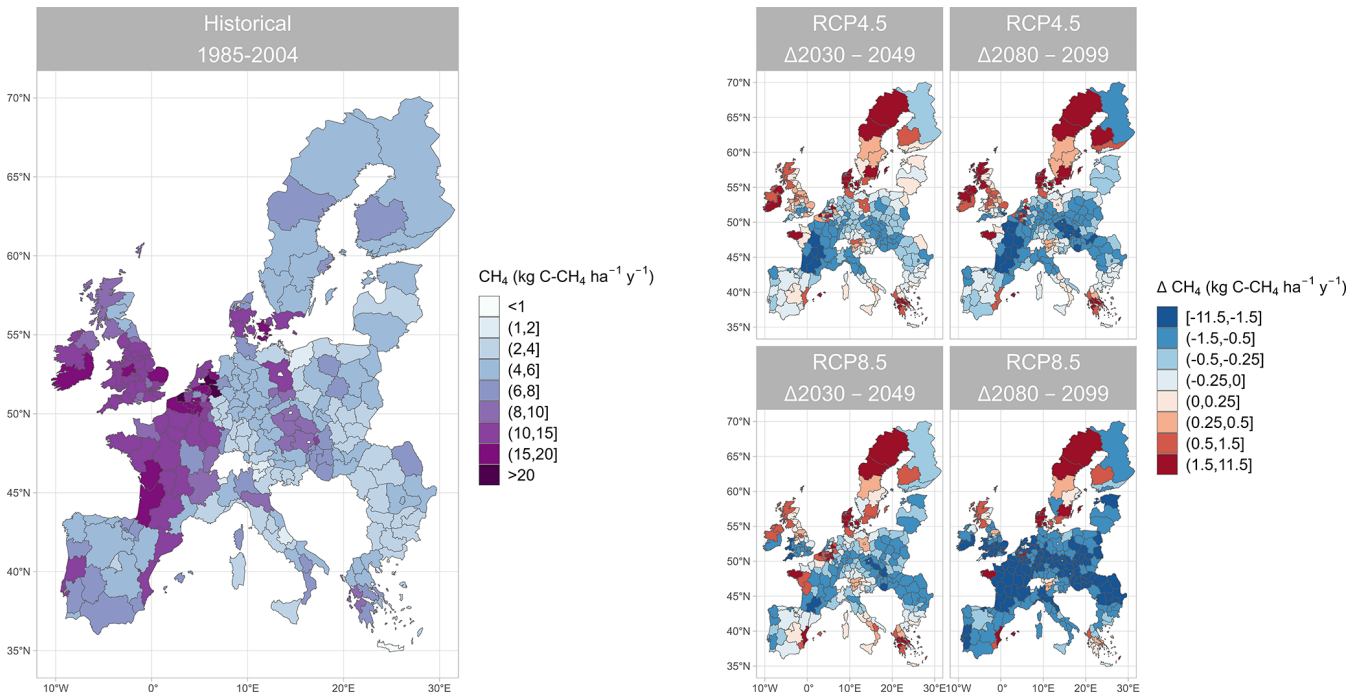 Historical
1985-2004
70°N
65°N
60°N
55°N
50°N
45°N
40°N
35°N
10°W
0°
10°E
20°E
30°E
CH₄ (kg C-CH₄ ha⁻¹ y⁻¹)
<1
(1,2]
(2,4]
(4,6]
(6,8]
(8,10]
(10,15]
(15,20]
>20
RCP4.5
Δ2030 – 2049
RCP4.5
Δ2080 – 2099
70°N
65°N
60°N
55°N
50°N
45°N
40°N
35°N
RCP8.5
Δ2030 – 2049
RCP8.5
Δ2080 – 2099
70°N
65°N
60°N
55°N
50°N
45°N
40°N
35°N
10°W
0°
10°E
20°E
30°E
10°W
0°
10°E
20°E
30°E
Δ CH₄ (kg C-CH₄ ha⁻¹ y⁻¹)
[-11.5,-1.5]
(-1.5,-0.5]
(-0.5,-0.25]
(-0.25,0]
(0,0.25]
(0.25,0.5]
(0.5,1.5]
(1.5,11.5]